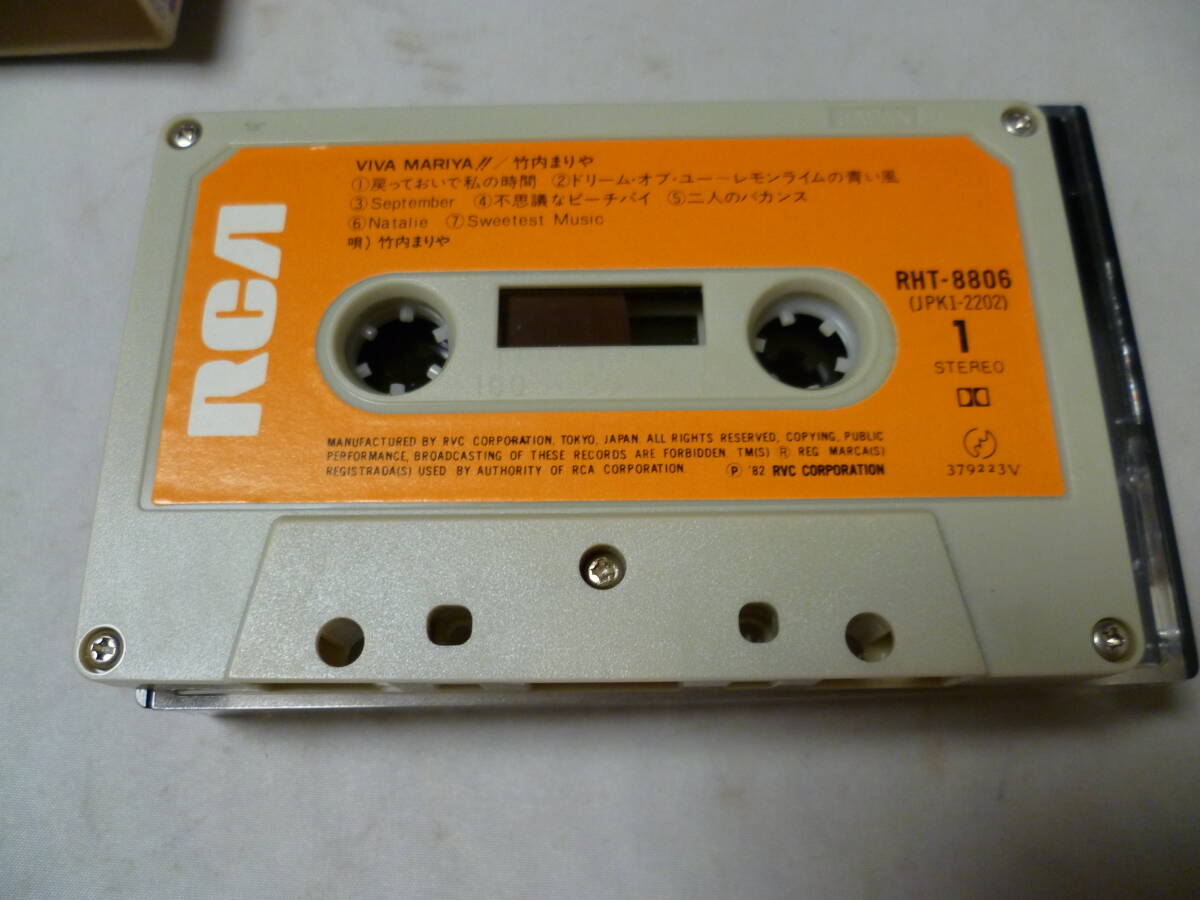 VIVA MARIYA!!／竹内まりや
①戻っておいで私の時間 ②ドリーム・オブ・ユー〜レモンライムの青い風
③September ④不思議なピーチパイ ⑤二人のバカンス
⑥Natalie ⑦Sweetest Music
唄）竹内まりや
RCA
RHT-8806
(JPK1-2202)
1
STEREO
100 50
MANUFACTURED BY RVC CORPORATION, TOKYO, JAPAN. ALL RIGHTS RESERVED, COPYING, PUBLIC
PERFORMANCE, BROADCASTING OF THESE RECORDS ARE FORBIDDEN. TM(S) Ⓡ REG MARCA(S)
REGISTRADA(S) USED BY AUTHORITY OF RCA CORPORATION. Ⓟ '82 RVC CORPORATION
379223V